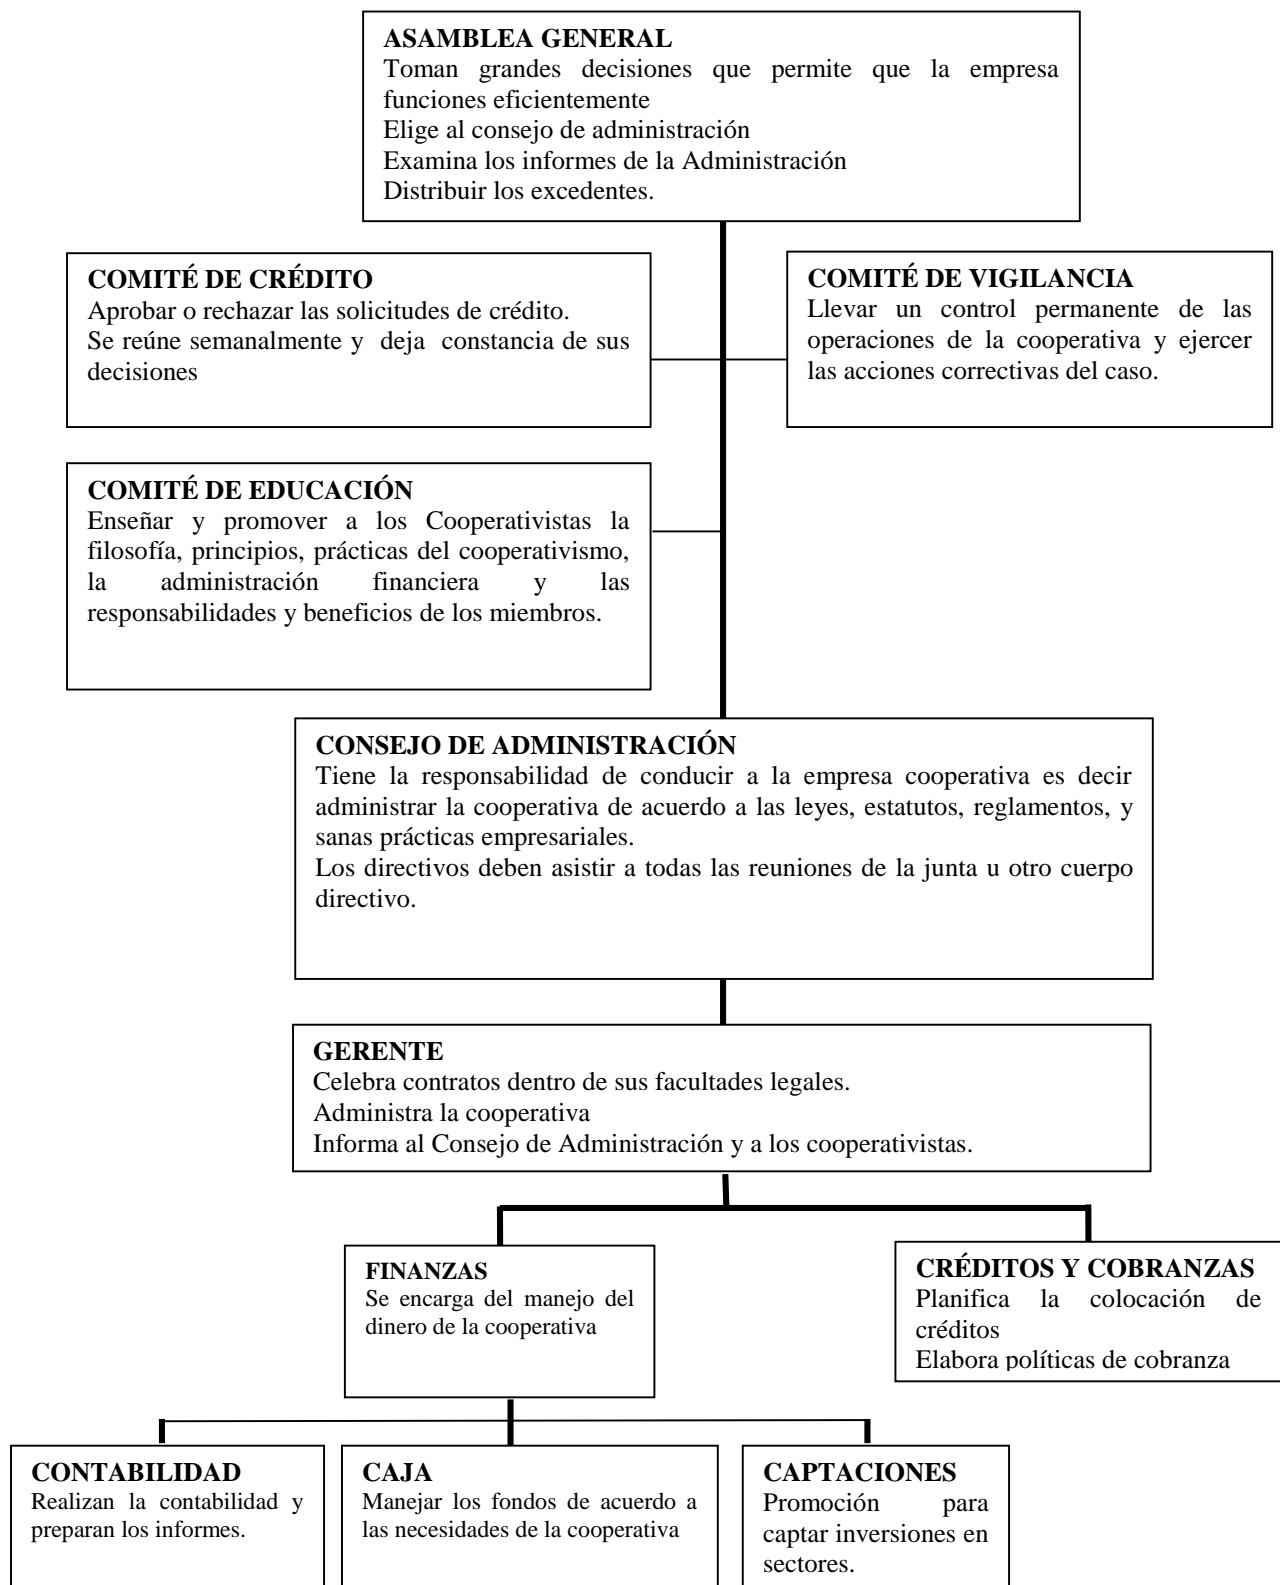 ASAMBLEA GENERAL
Toman grandes decisiones que permite que la empresa
funciones eficientemente
Elige al consejo de administración
Examina los informes de la Administración
Distribuir los excedentes.
COMITÉ DE CRÉDITO
Aprobar o rechazar las solicitudes de crédito.
Se reúne semanalmente y deja constancia de sus
decisiones
COMITÉ DE VIGILANCIA
Llevar un control permanente de las
operaciones de la cooperativa y ejercer
las acciones correctivas del caso.
COMITÉ DE EDUCACIÓN
Enseñar y promover a los Cooperativistas la
filosofía, principios, prácticas del cooperativismo,
la administración financiera y las
responsabilidades y beneficios de los miembros.
CONSEJO DE ADMINISTRACIÓN
Tiene la responsabilidad de conducir a la empresa cooperativa es decir
administrar la cooperativa de acuerdo a las leyes, estatutos, reglamentos, y
sanas prácticas empresariales.
Los directivos deben asistir a todas las reuniones de la junta u otro cuerpo
directivo.
GERENTE
Celebra contratos dentro de sus facultades legales.
Administra la cooperativa
Informa al Consejo de Administración y a los cooperativistas.
FINANZAS
Se encarga del manejo del
dinero de la cooperativa
CRÉDITOS Y COBRANZAS
Planifica la colocación de
créditos
Elabora políticas de cobranza
CONTABILIDAD
Realizan la contabilidad y
preparan los informes.
CAJA
Manejar los fondos de acuerdo a
las necesidades de la cooperativa
CAPTACIONES
Promoción para
captar inversiones en
sectores.